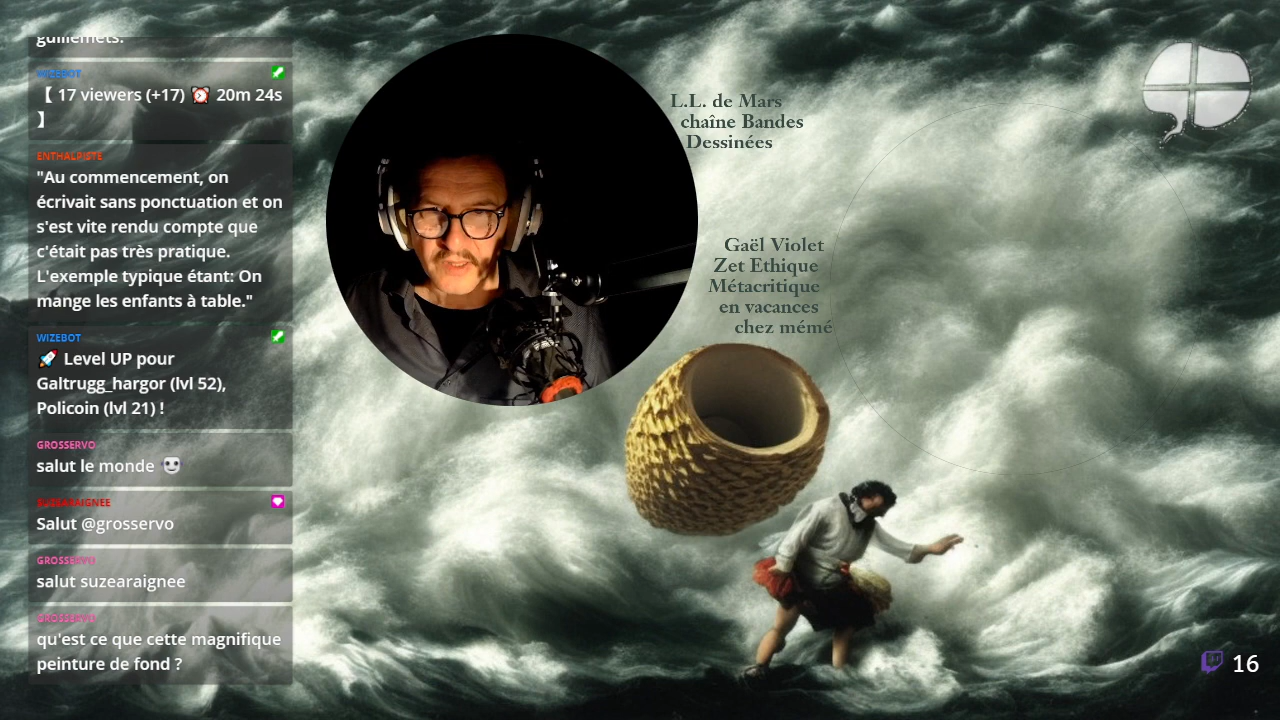 guillemets.
WIZEBOT
【 17 viewers (+17) ⏰ 20m 24s
】
ENTHALPISTE
"Au commencement, on
écrivait sans ponctuation et on
s'est vite rendu compte que
c'était pas très pratique.
L'exemple typique étant: On
mange les enfants à table."
WIZEBOT
🚀 Level UP pour
Galtrugg_hargor (lvl 52),
Policoin (lvl 21) !
GROSSERVO
salut le monde
SUZEARAIGNEE
Salut @grosservo
GROSSERVO
salut suzearaignee
GROSSERVO
qu'est ce que cette magnifique
peinture de fond ?
L.L. de Mars
chaîne Bandes
Dessinées
Gaël Violet
Zet Ethique
Métacritique
en vacances
chez mémé
16